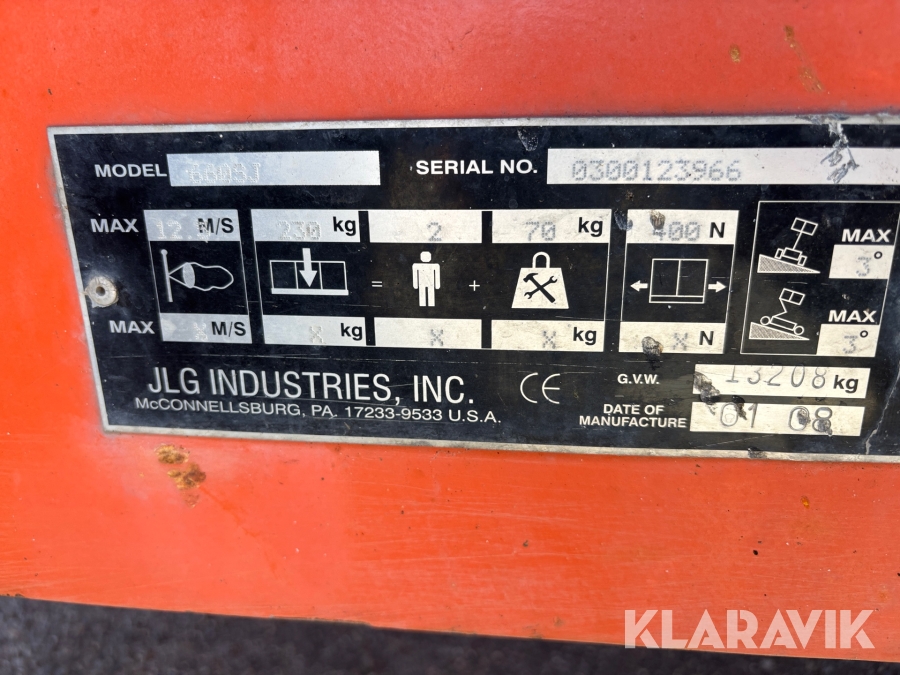 MODEL SERIAL NO. 0300123966
MAX 12. M/S 230 kg 2 70 kg 400 N
= +
MAX 3°
MAX X M/S X kg X X kg X N
MAX 3°
JLG INDUSTRIES, INC. CE G.V.W. 13208 kg
McCONNELLSBURG, PA. 17233-9533 U.S.A.
DATE OF MANUFACTURE 01 08
KLARAVIK